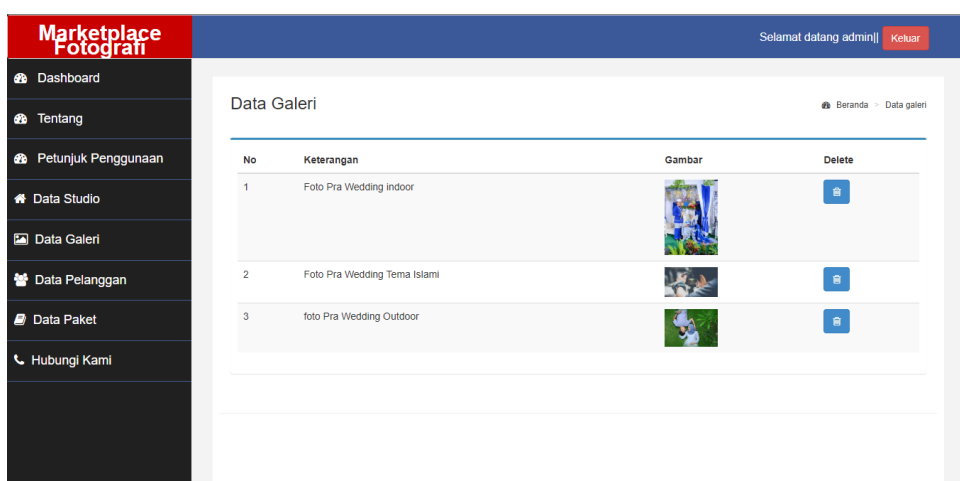 Marketplace
Fotografi
Selamat datang admin|| Keluar
Dashboard
Tentang
Petunjuk Penggunaan
Data Studio
Data Galeri
Data Pelanggan
Data Paket
Hubungi Kami
Data Galeri
Beranda > Data galeri
No Keterangan Gambar Delete
1 Foto Pra Wedding indoor
2 Foto Pra Wedding Tema Islami
3 foto Pra Wedding Outdoor